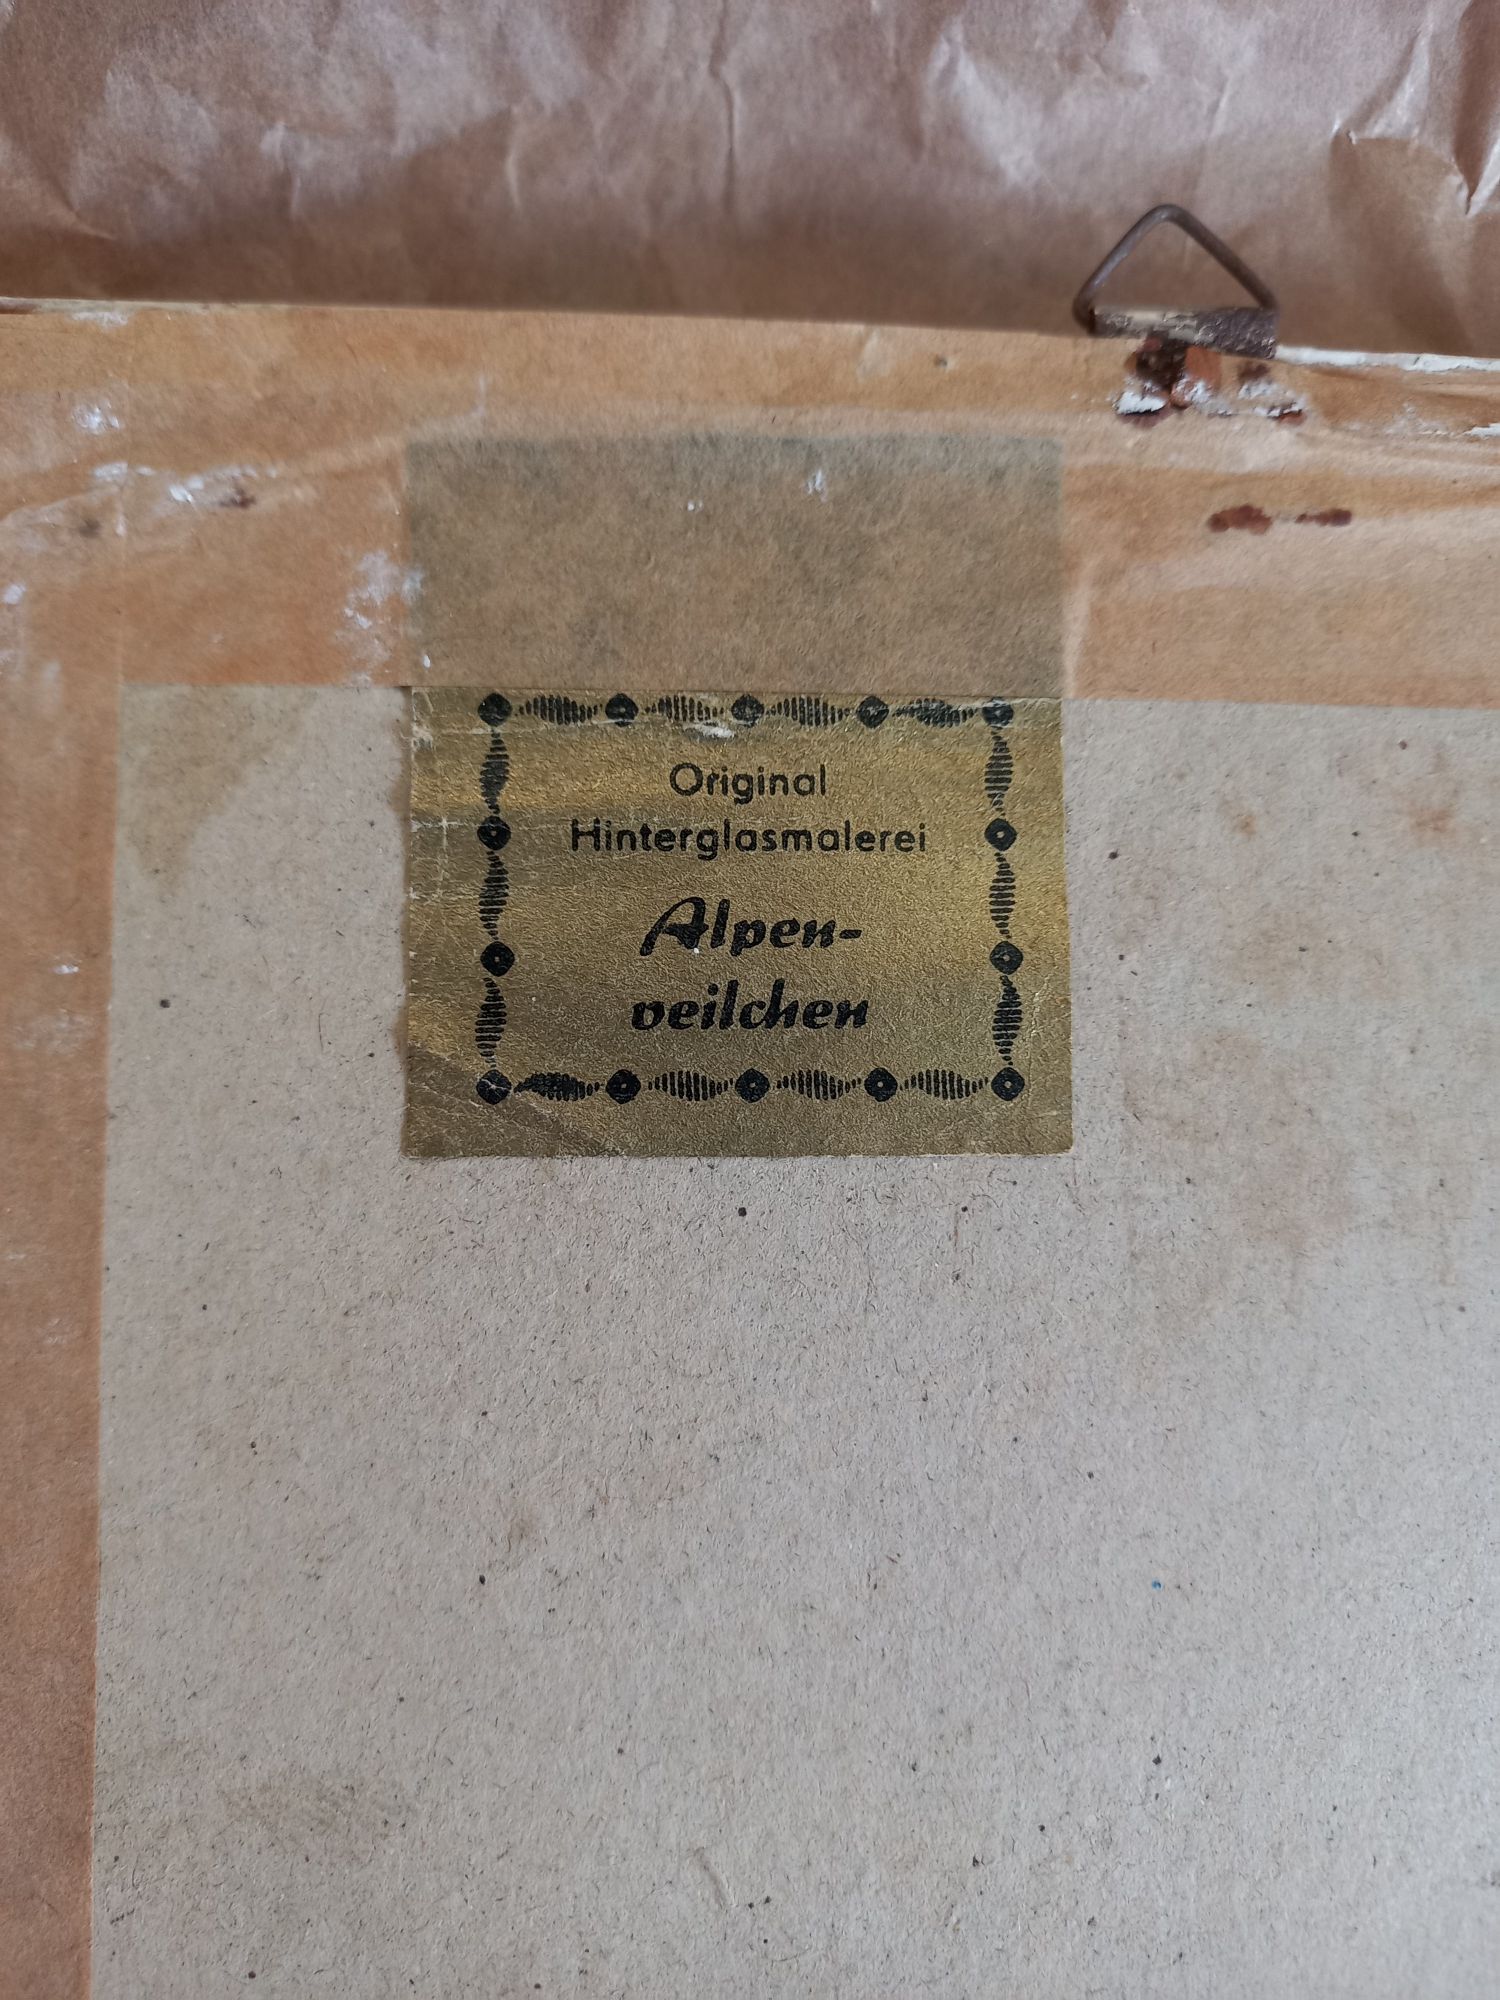 Original
Hinterglasmalerei
Alpen-
veilchen